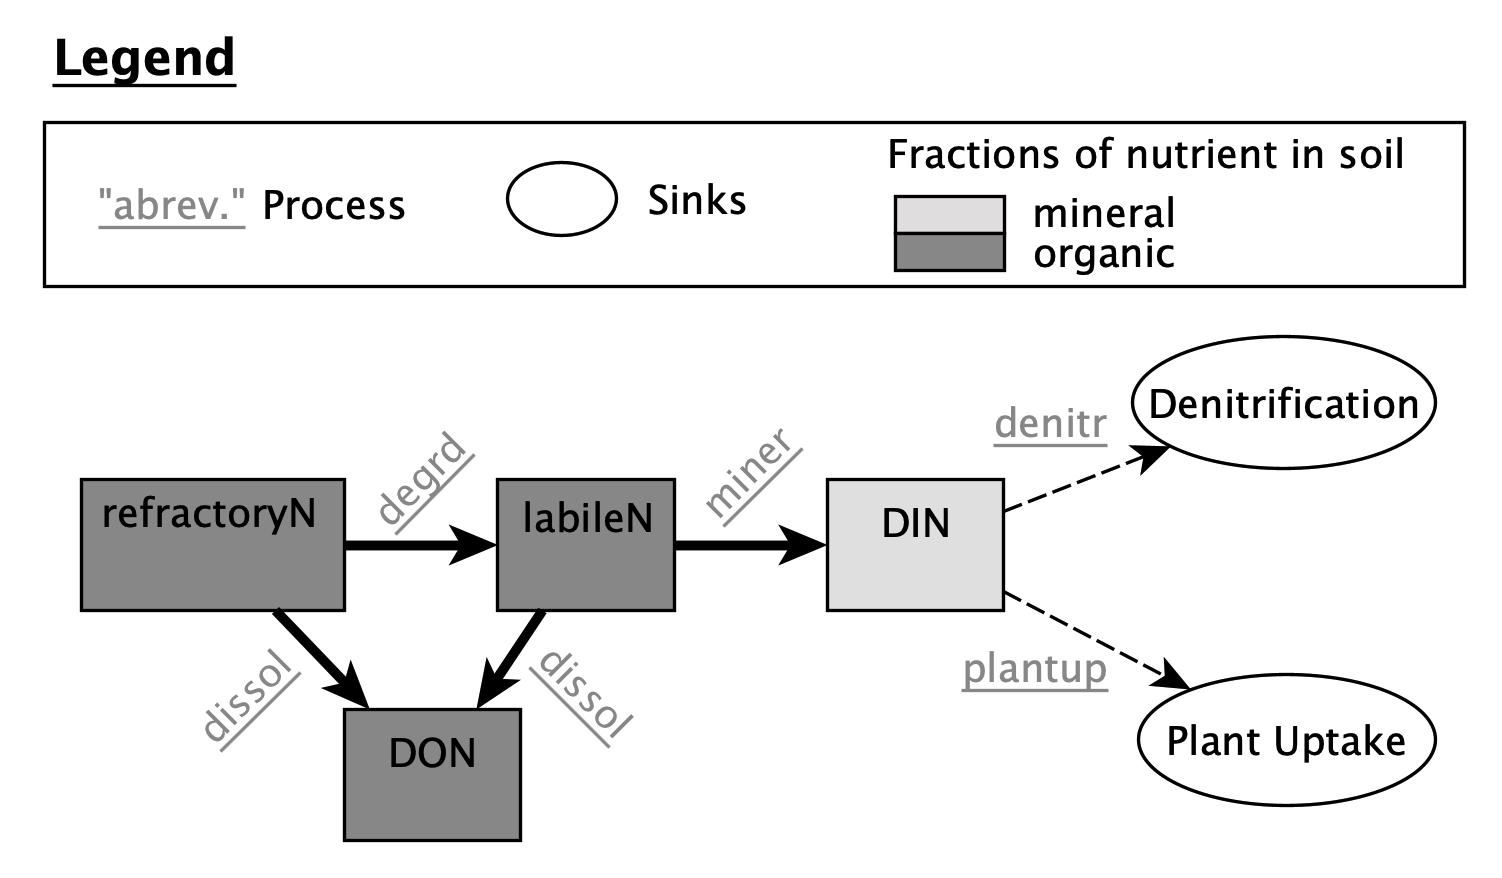 Legend
"abrev." Process
Sinks
Fractions of nutrient in soil
mineral
organic
Denitrification
denitr
degrd
miner
refractoryN
labileN
DIN
dissol
dissol
plantup
DON
Plant Uptake